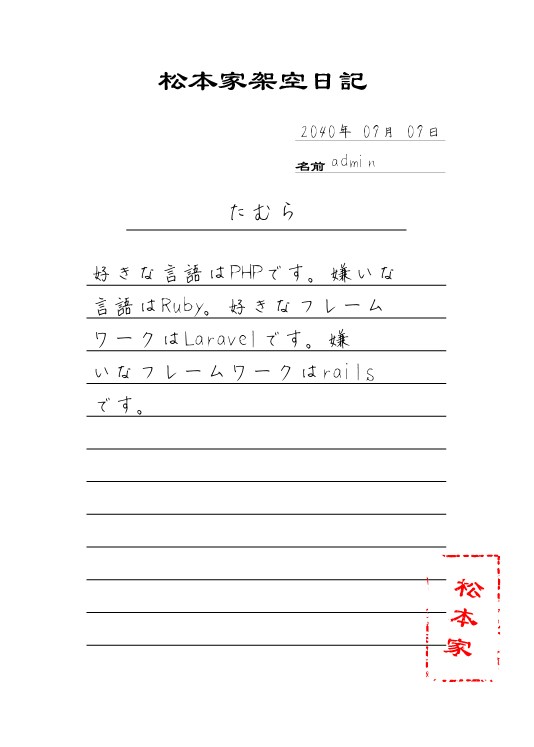 松本家架空日記
2040年 07月 07日
名前 admin
たむら
好きな言語はPHPです。嫌いな
言語はRuby。好きなフレーム
ワークはLaravelです。嫌
いなフレームワークはrails
です。
松
本
家